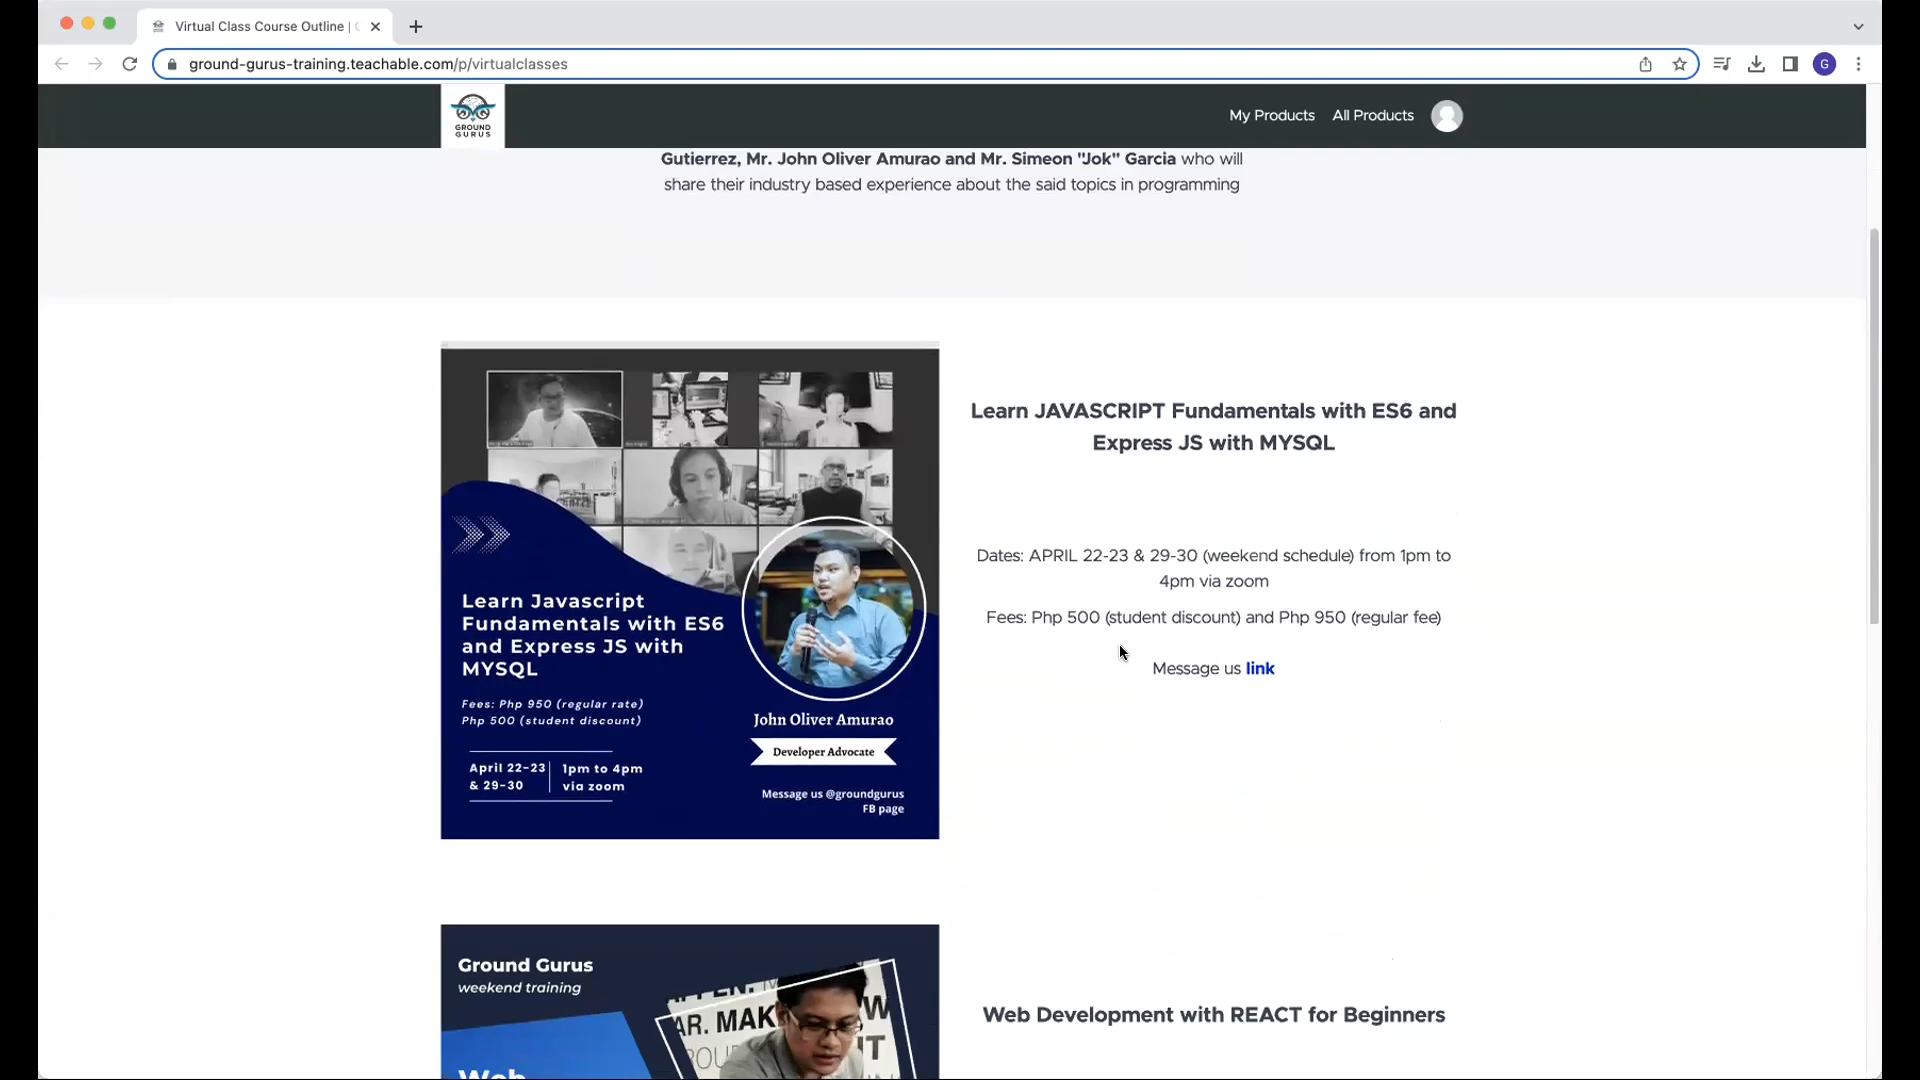 Virtual Class Course Outline |
ground-gurus-training.teachable.com/p/virtualclasses
G
GROUND
GURUS
My Products
All Products
Gutierrez, Mr. John Oliver Amurao and Mr. Simeon "Jok" Garcia who will
share their industry based experience about the said topics in programming
Learn Javascript
Fundamentals with ES6
and Express JS with
MYSQL
Fees: Php 950 (regular rate)
Php 500 (student discount)
April 22-23
& 29-30
1pm to 4pm
via zoom
John Oliver Amurao
Developer Advocate
Message us @groundgurus
FB page
Learn JAVASCRIPT Fundamentals with ES6 and
Express JS with MYSQL
Dates: APRIL 22-23 & 29-30 (weekend schedule) from 1pm to
4pm via zoom
Fees: Php 500 (student discount) and Php 950 (regular fee)
Message us link
Ground Gurus
weekend training
AR. MAK
Web
Web Development with REACT for Beginners